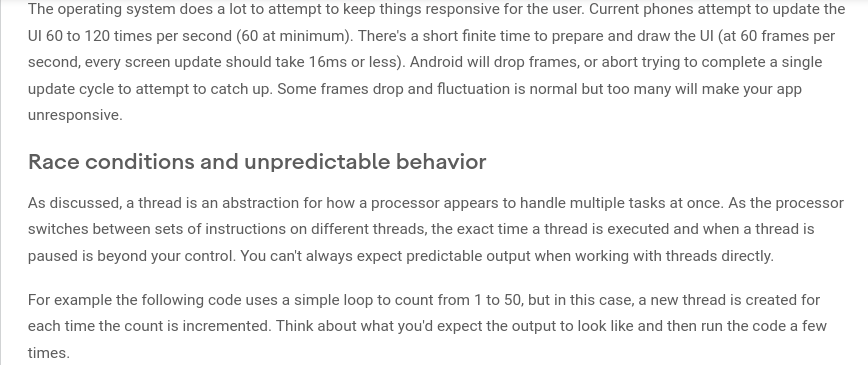 The operating system does a lot to attempt to keep things responsive for the user. Current phones attempt to update the
UI 60 to 120 times per second (60 at minimum). There's a short finite time to prepare and draw the UI (at 60 frames per
second, every screen update should take 16ms or less). Android will drop frames, or abort trying to complete a single
update cycle to attempt to catch up. Some frames drop and fluctuation is normal but too many will make your app
unresponsive.
Race conditions and unpredictable behavior
As discussed, a thread is an abstraction for how a processor appears to handle multiple tasks at once. As the processor
switches between sets of instructions on different threads, the exact time a thread is executed and when a thread is
paused is beyond your control. You can't always expect predictable output when working with threads directly.
For example the following code uses a simple loop to count from 1 to 50, but in this case, a new thread is created for
each time the count is incremented. Think about what you'd expect the output to look like and then run the code a few
times.